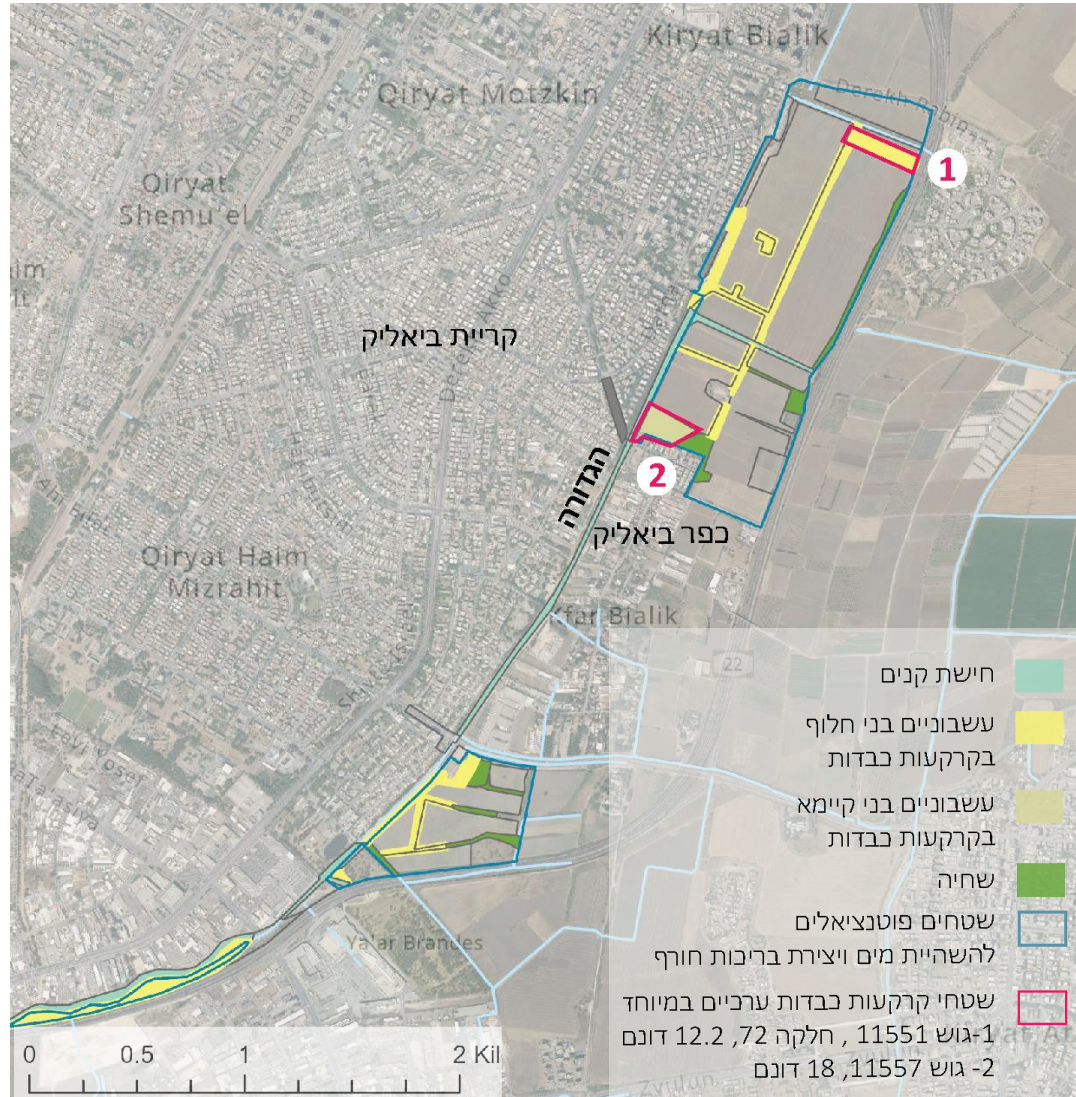 Kiryat Bialik
Qiryat Motzkin
Derekh Rabin
1
Qiryat
Shemu'el
קריית ביאליק
הגדורה
2
כפר ביאליק
Qiryat Haim
Mizrahit
Kfar Bialik
22
Ya'ar Brandes
חישת קנים
עשבוניים בני חלוף
בקרקעות כבדות
עשבוניים בני קיימא
בקרקעות כבדות
שחיה
שטחים פוטנציאלים
להשהיית מים ויצירת בריכות חורף
שטחי קרקעות כבדות ערכיים במיוחד
1-גוש 11551 , חלקה 72, 12.2 דונם
2- גוש 11557, 18 דונם
0 0.5 1 2 Kil
Zvulun